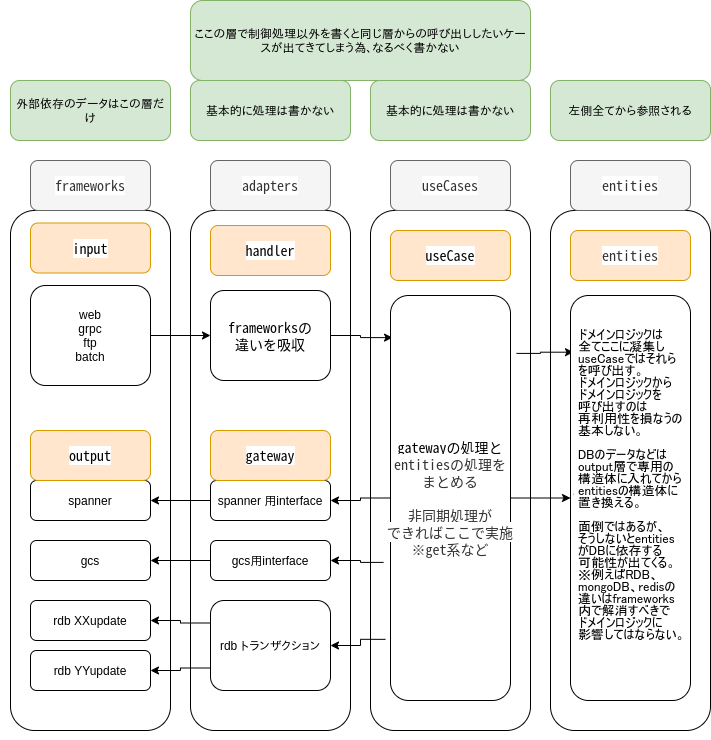 ここの層で制御処理以外を書くと同じ層からの呼び出ししたいケー
スが出てきてしまう為、なるべく書かない
外部依存のデータはこの層だ
け
基本的に処理は書かない
基本的に処理は書かない
左側全てから参照される
frameworks
adapters
useCases
entities
input
handler
useCase
entities
web
grpc
ftp
batch
frameworksの
違いを吸収
output
gateway
spanner
spanner 用interface
gcs
gcs用interface
rdb XXupdate
rdb YYupdate
rdb トランザクション
gatewayの処理と
entitiesの処理を
まとめる
非同期処理が
できればここで実施
※get系など
ドメインロジックは
全てここに凝集し
useCaseではそれら
を呼び出す。
ドメインロジックから
ドメインロジックを
呼び出すのは
再利用性を損なうの
基本しない。
DBのデータなどは
output層で専用の
構造体に入れてから
entitiesの構造体に
置き換える。
面倒ではあるが、
そうしないとentities
がDBに依存する
可能性が出てくる。
※例えばRDB、
mongoDB、redisの
違いはframeworks
内で解消すべきで
ドメインロジックに
影響してはならない。